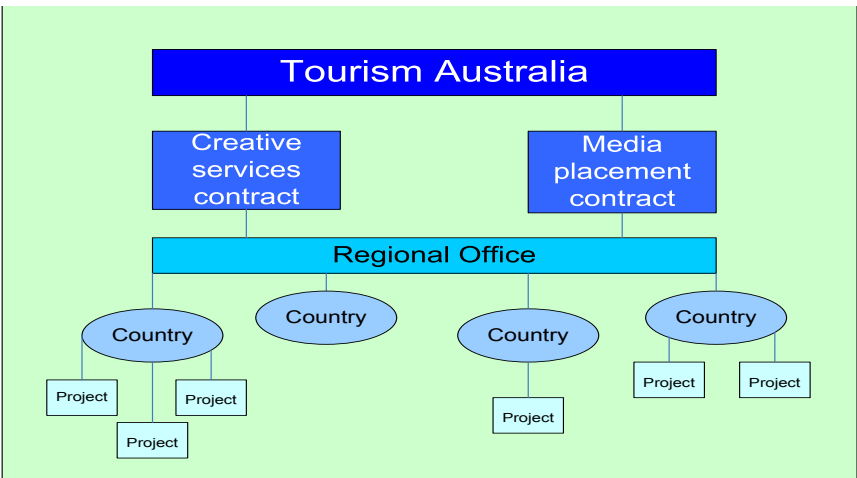 Tourism Australia
Creative
services
contract
Media
placement
contract
Regional Office
Country
Country
Country
Country
Project
Project
Project
Project
Project
Project